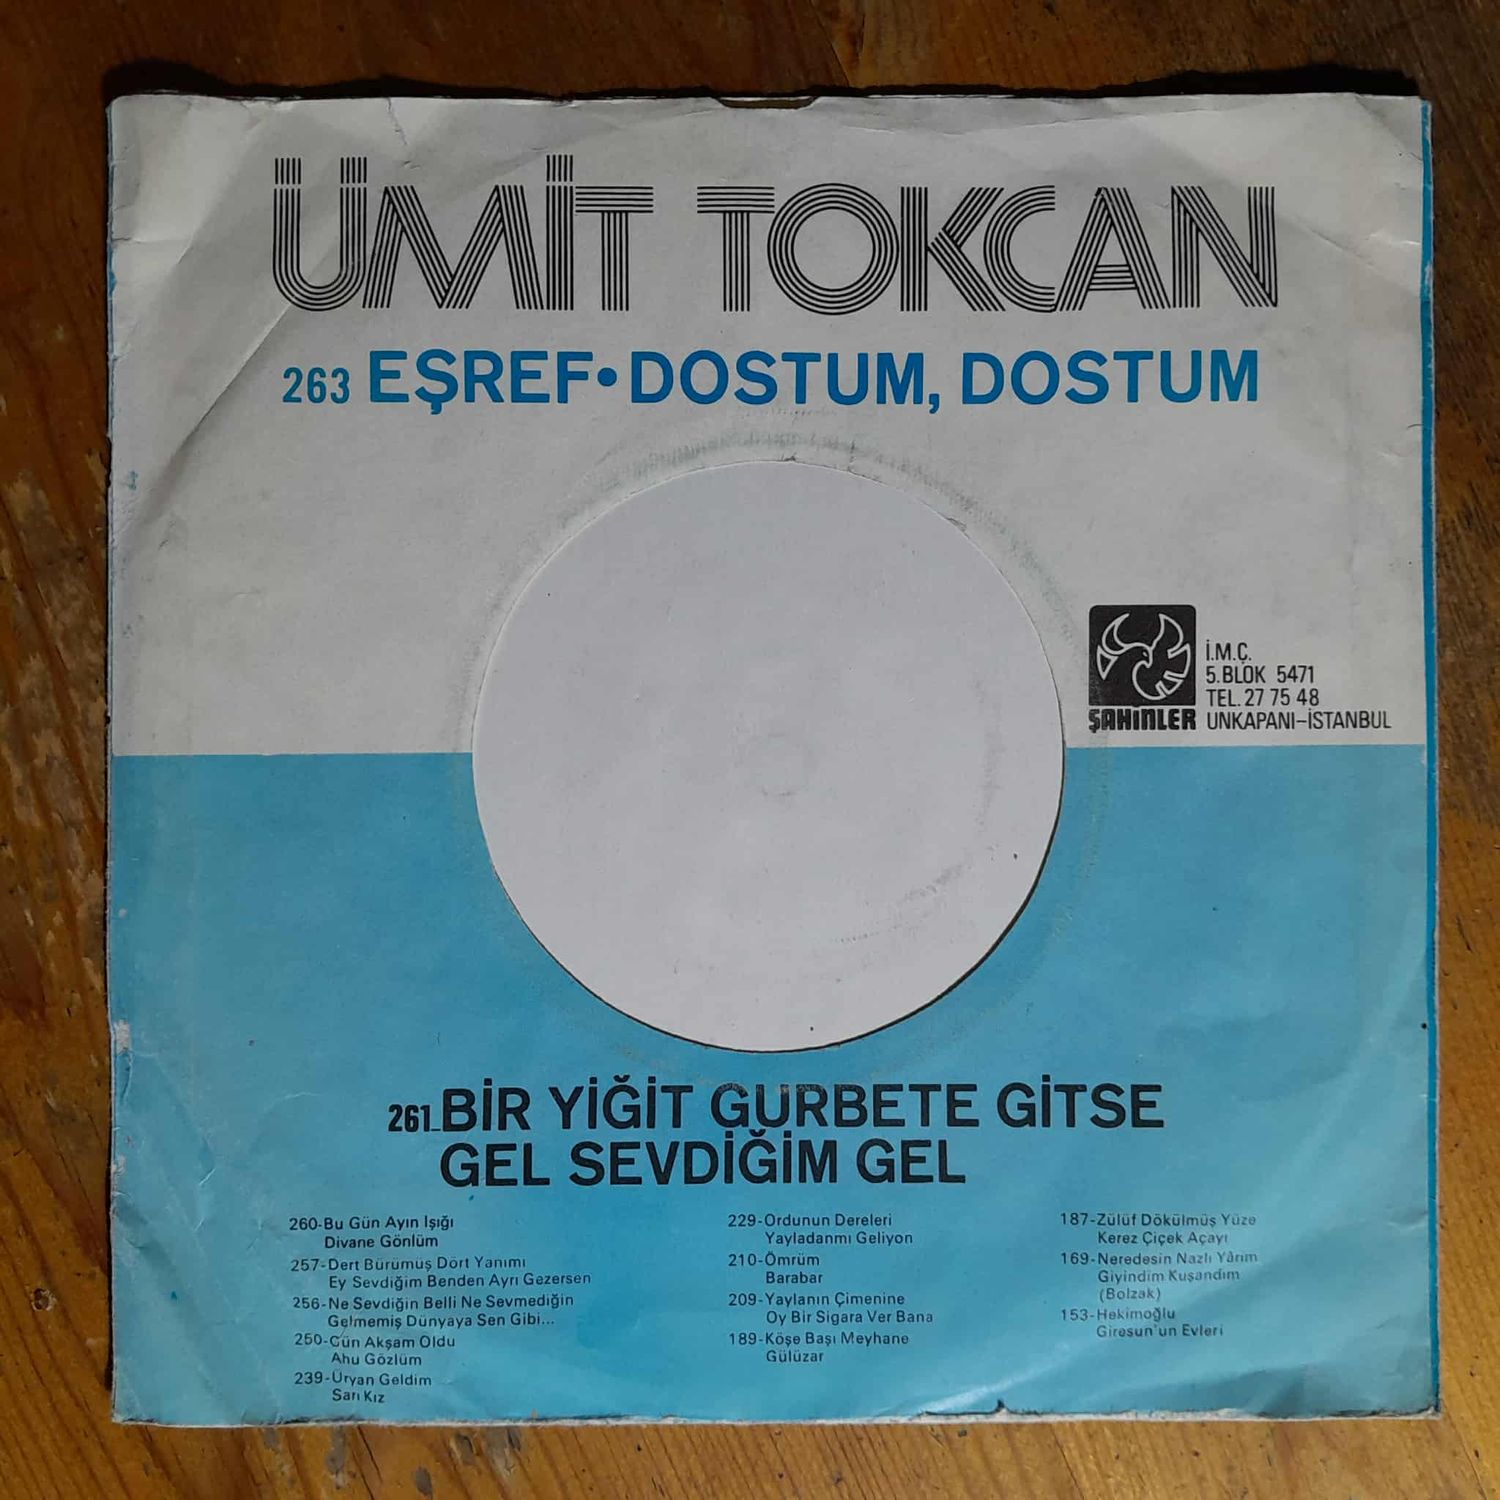 ÜMİT TOKCAN
263 EŞREF•DOSTUM, DOSTUM
ŞAHİNLER
İ.M.Ç.
5.BLOK 5471
TEL.27 75 48
UNKAPANI-İSTANBUL
261_BİR YİĞİT GURBETE GİTSE
GEL SEVDİĞİM GEL
260-Bu Gün Ayın Işığı
Divane Gönlüm
257-Dert Bürümüş Dört Yanımı
Ey Sevdiğim Benden Ayrı Gezersen
256-Ne Sevdiğin Belli Ne Sevmediğin
Gelmemiş Dünyaya Sen Gibi...
250-Gün Akşam Oldu
Ahu Gözlüm
239-Üryan Geldim
Sarı Kız
229-Ordunun Dereleri
Yayladanmı Geliyon
210-Ömrüm
Barabar
209-Yaylanın Çimenine
Oy Bir Sigara Ver Bana
189-Köşe Başı Meyhane
Gülüzar
187-Zülüf Dökülmüş Yüze
Kerez Çiçek Açayı
169-Neredesin Nazlı Yârim
Giyindim Kuşandım
(Bolzak)
153-Hekimoğlu
Giresun'un Evleri